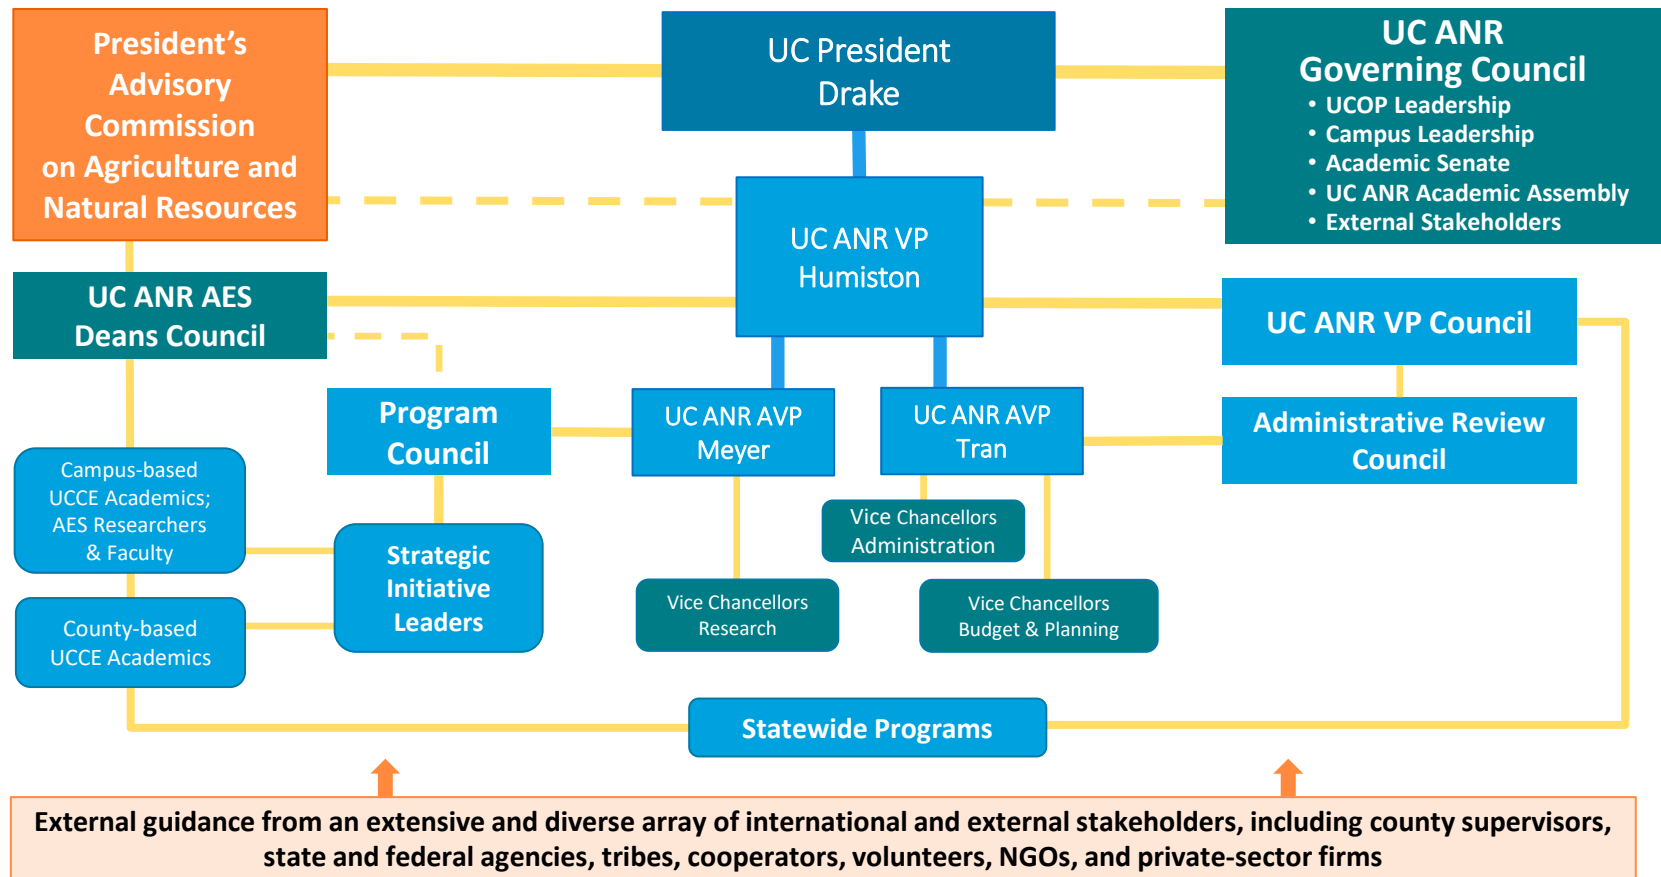 President's
Advisory
Commission
on Agriculture and
Natural Resources
UC President
Drake
UC ANR
Governing Council
• UCOP Leadership
• Campus Leadership
• Academic Senate
• UC ANR Academic Assembly
• External Stakeholders
UC ANR VP
Humiston
UC ANR AES
Deans Council
UC ANR VP Council
Program
Council
UC ANR AVP
Meyer
UC ANR AVP
Tran
Administrative Review
Council
Campus-based
UCCE Academics;
AES Researchers
& Faculty
Strategic
Initiative
Leaders
Vice Chancellors
Administration
Vice Chancellors
Research
Vice Chancellors
Budget & Planning
County-based
UCCE Academics
Statewide Programs
External guidance from an extensive and diverse array of international and external stakeholders, including county supervisors,
state and federal agencies, tribes, cooperators, volunteers, NGOs, and private-sector firms